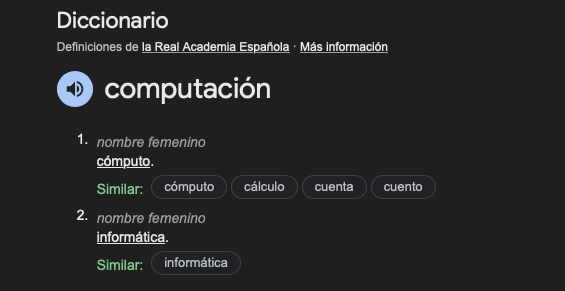 Diccionario
Definiciones de la Real Academia Española · Más información
computación
1. nombre femenino
cómputo.
Similar: cómputo cálculo cuenta cuento
2. nombre femenino
informática.
Similar: informática